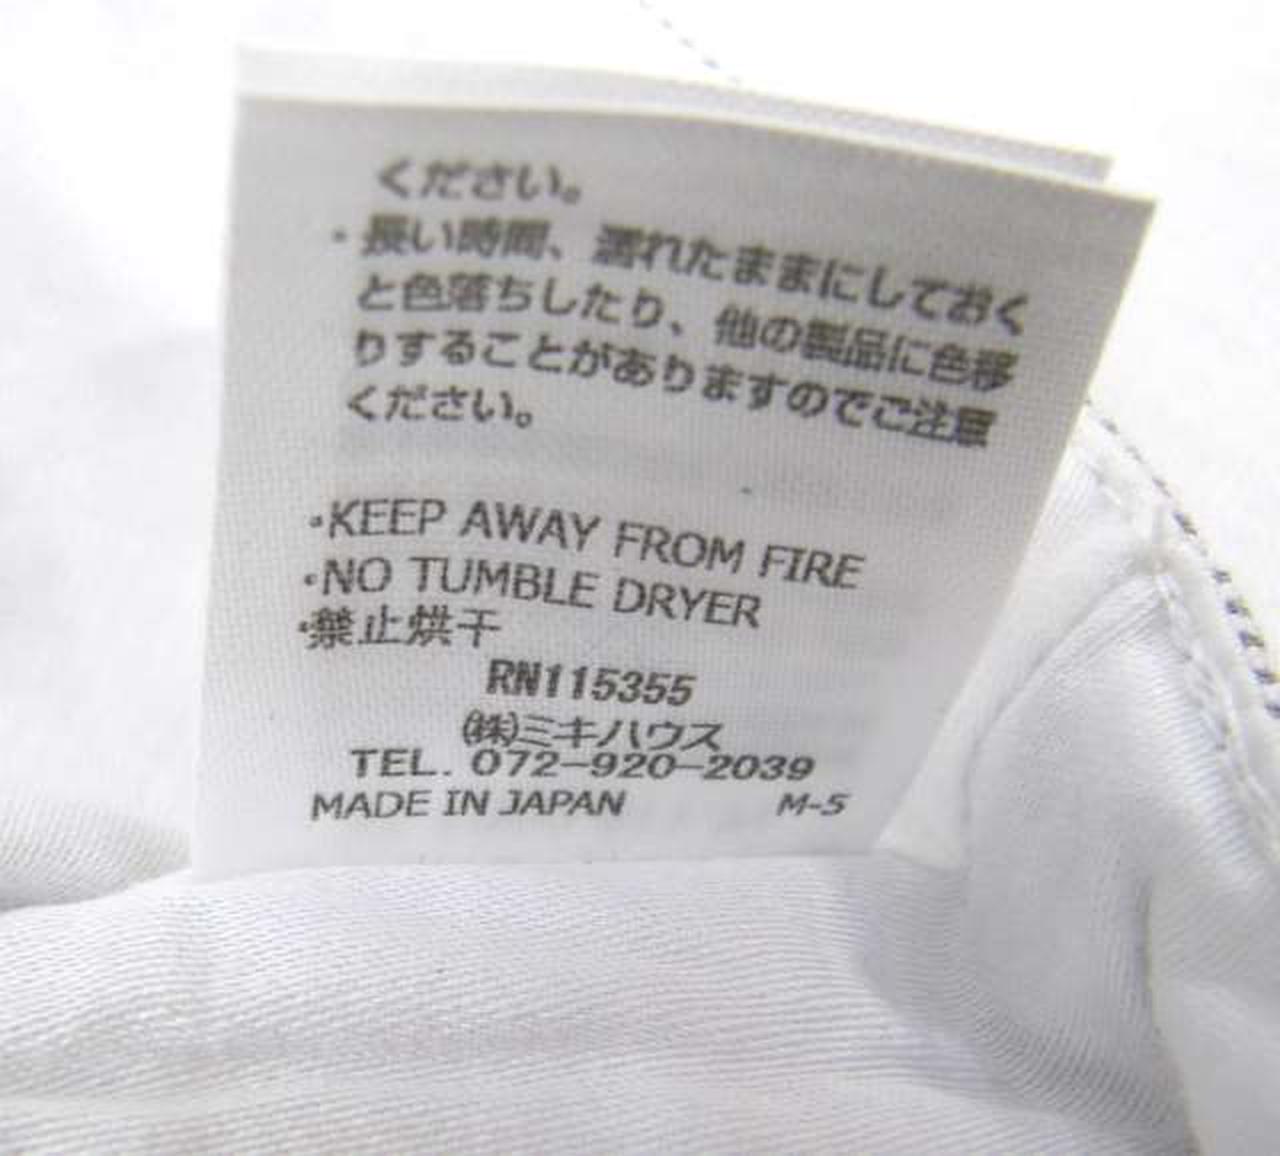 ください。
・長い時間、濡れたままにしておく
と色落ちしたり、他の製品に色移
りすることがありますのでご注意
ください。
・KEEP AWAY FROM FIRE
・NO TUMBLE DRYER
・禁止烘干
RN115355
㈱ミキハウス
TEL. 072-920-2039
MADE IN JAPAN M-5